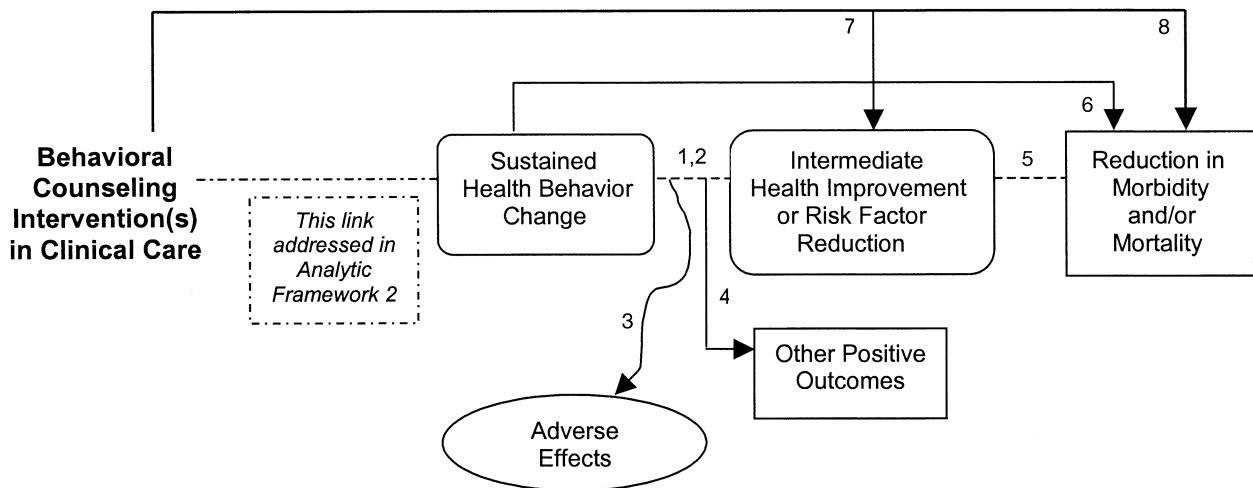 7
8
6
Behavioral
Counseling
Intervention(s)
in Clinical Care
This link
addressed in
Analytic
Framework 2
Sustained
Health Behavior
Change
1,2
Intermediate
Health Improvement
or Risk Factor
Reduction
5
Reduction in
Morbidity
and/or
Mortality
3
4
Other Positive
Outcomes
Adverse
Effects